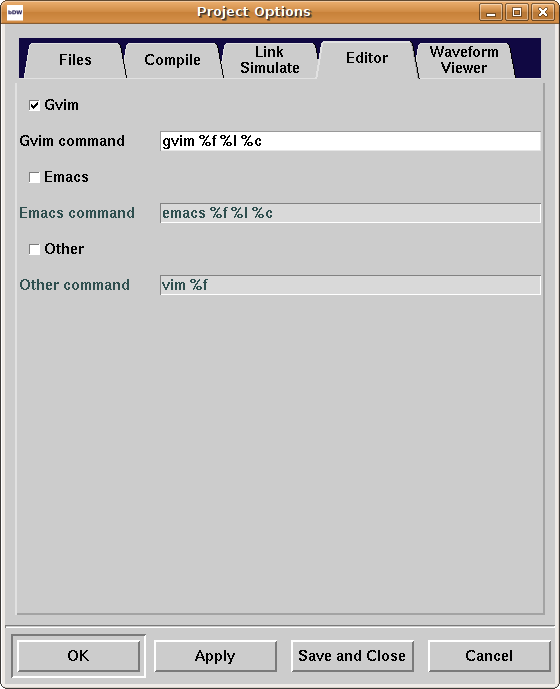 bDW
Project Options
Files
Compile
Link
Simulate
Editor
Waveform
Viewer
Gvim
Gvim command
gvim %f %l %c
Emacs
Emacs command
emacs %f %l %c
Other
Other command
vim %f
OK
Apply
Save and Close
Cancel